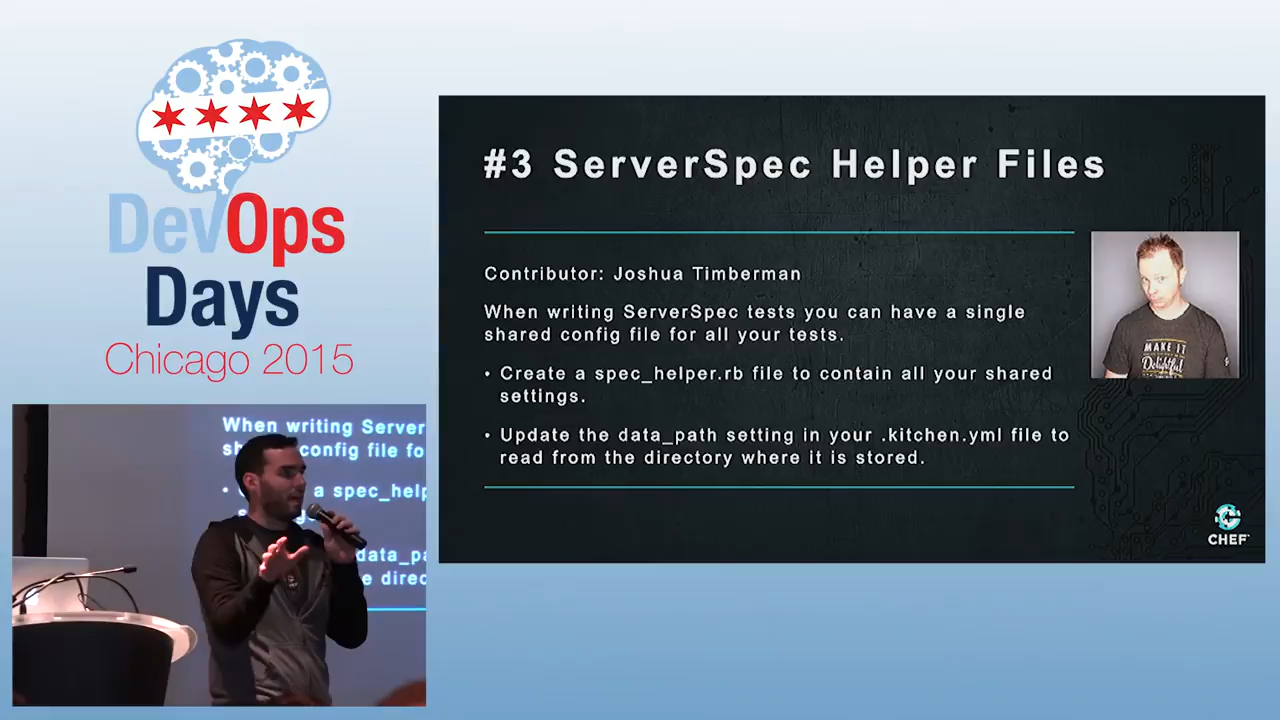 DevOps
Days
Chicago 2015
#3 ServerSpec Helper Files
Contributor: Joshua Timberman
When writing ServerSpec tests you can have a single
shared config file for all your tests.
• Create a spec_helper.rb file to contain all your shared
settings.
• Update the data_path setting in your .kitchen.yml file to
read from the directory where it is stored.
MAKE IT
Delightful
CHEF
When writing Server
config file fo
a spec_help
data_pa
e direc